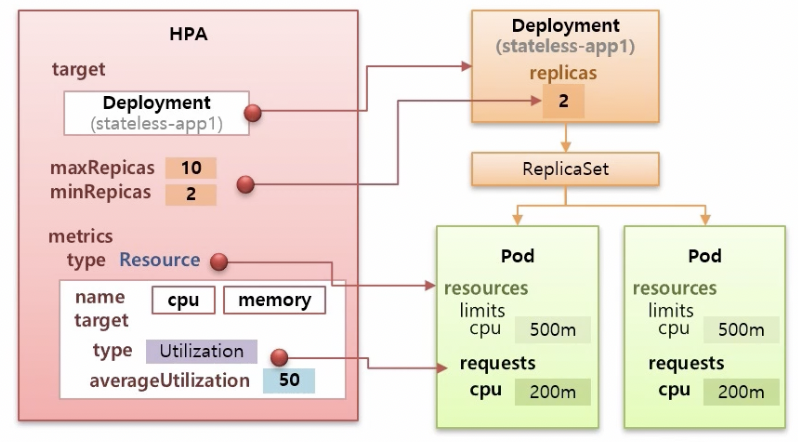 HPA
target
Deployment
(stateless-app1)
maxRepicas 10
minRepicas 2
metrics
type Resource
name cpu memory
target
type Utilization
averageUtilization 50
Deployment
(stateless-app1)
replicas
2
ReplicaSet
Pod
resources
limits
cpu 500m
requests
cpu 200m
Pod
resources
limits
cpu 500m
requests
cpu 200m